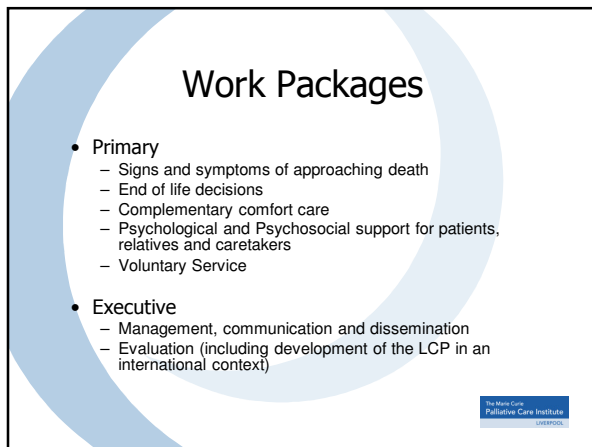 Work Packages
• Primary
– Signs and symptoms of approaching death
– End of life decisions
– Complementary comfort care
– Psychological and Psychosocial support for patients,
relatives and caretakers
– Voluntary Service
• Executive
– Management, communication and dissemination
– Evaluation (including development of the LCP in an
international context)
The Marie Curie
Palliative Care Institute
LIVERPOOL